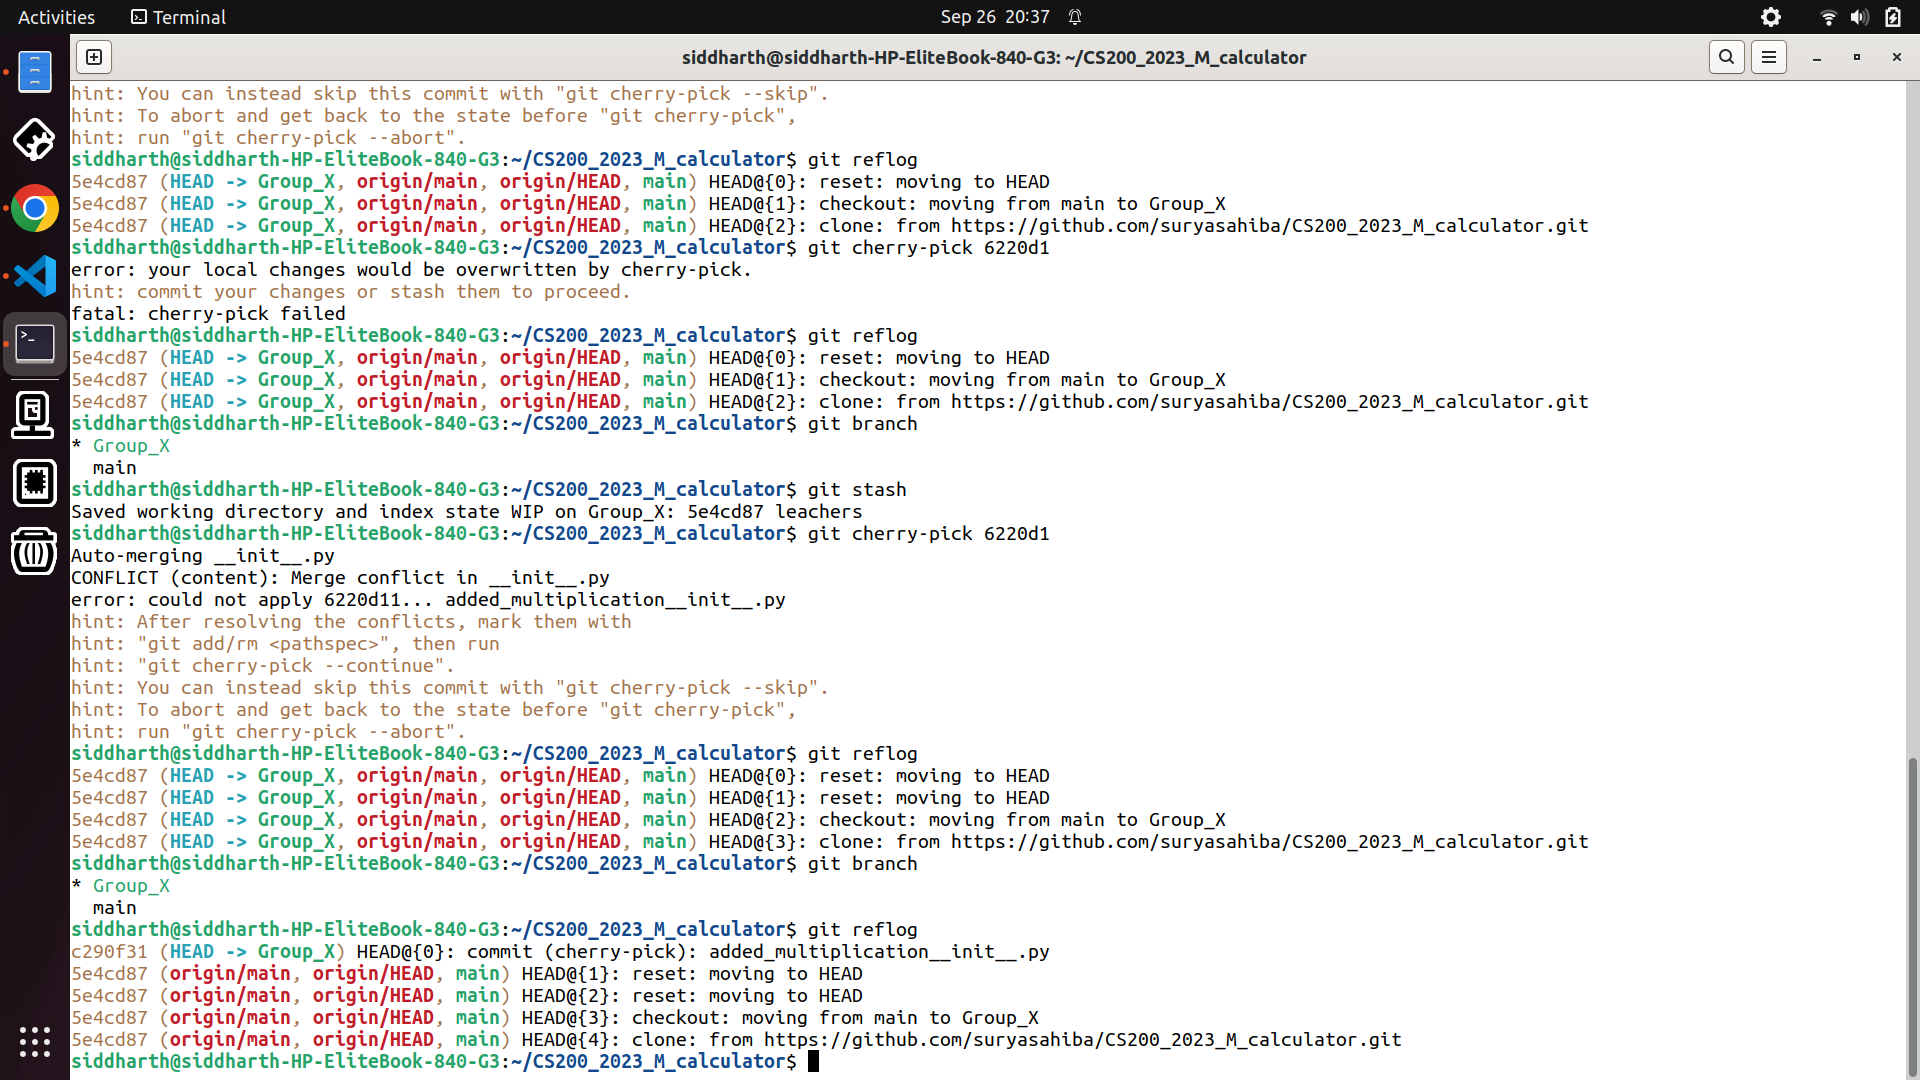 Activities
Terminal
Sep 26 20:37
siddharth@siddharth-HP-EliteBook-840-G3: ~/CS200_2023_M_calculator
hint: You can instead skip this commit with "git cherry-pick --skip".
hint: To abort and get back to the state before "git cherry-pick",
hint: run "git cherry-pick --abort".
siddharth@siddharth-HP-EliteBook-840-G3:~/CS200_2023_M_calculator$ git reflog
5e4cd87 (HEAD -> Group_X, origin/main, origin/HEAD, main) HEAD@{0}: reset: moving to HEAD
5e4cd87 (HEAD -> Group_X, origin/main, origin/HEAD, main) HEAD@{1}: checkout: moving from main to Group_X
5e4cd87 (HEAD -> Group_X, origin/main, origin/HEAD, main) HEAD@{2}: clone: from https://github.com/suryasahiba/CS200_2023_M_calculator.git
siddharth@siddharth-HP-EliteBook-840-G3:~/CS200_2023_M_calculator$ git cherry-pick 6220d1
error: your local changes would be overwritten by cherry-pick.
hint: commit your changes or stash them to proceed.
fatal: cherry-pick failed
siddharth@siddharth-HP-EliteBook-840-G3:~/CS200_2023_M_calculator$ git reflog
5e4cd87 (HEAD -> Group_X, origin/main, origin/HEAD, main) HEAD@{0}: reset: moving to HEAD
5e4cd87 (HEAD -> Group_X, origin/main, origin/HEAD, main) HEAD@{1}: checkout: moving from main to Group_X
5e4cd87 (HEAD -> Group_X, origin/main, origin/HEAD, main) HEAD@{2}: clone: from https://github.com/suryasahiba/CS200_2023_M_calculator.git
siddharth@siddharth-HP-EliteBook-840-G3:~/CS200_2023_M_calculator$ git branch
* Group_X
  main
siddharth@siddharth-HP-EliteBook-840-G3:~/CS200_2023_M_calculator$ git stash
Saved working directory and index state WIP on Group_X: 5e4cd87 leachers
siddharth@siddharth-HP-EliteBook-840-G3:~/CS200_2023_M_calculator$ git cherry-pick 6220d1
Auto-merging __init__.py
CONFLICT (content): Merge conflict in __init__.py
error: could not apply 6220d11... added_multiplication__init__.py
hint: After resolving the conflicts, mark them with
hint: "git add/rm <pathspec>", then run
hint: "git cherry-pick --continue".
hint: You can instead skip this commit with "git cherry-pick --skip".
hint: To abort and get back to the state before "git cherry-pick",
hint: run "git cherry-pick --abort".
siddharth@siddharth-HP-EliteBook-840-G3:~/CS200_2023_M_calculator$ git reflog
5e4cd87 (HEAD -> Group_X, origin/main, origin/HEAD, main) HEAD@{0}: reset: moving to HEAD
5e4cd87 (HEAD -> Group_X, origin/main, origin/HEAD, main) HEAD@{1}: reset: moving to HEAD
5e4cd87 (HEAD -> Group_X, origin/main, origin/HEAD, main) HEAD@{2}: checkout: moving from main to Group_X
5e4cd87 (HEAD -> Group_X, origin/main, origin/HEAD, main) HEAD@{3}: clone: from https://github.com/suryasahiba/CS200_2023_M_calculator.git
siddharth@siddharth-HP-EliteBook-840-G3:~/CS200_2023_M_calculator$ git branch
* Group_X
  main
siddharth@siddharth-HP-EliteBook-840-G3:~/CS200_2023_M_calculator$ git reflog
c290f31 (HEAD -> Group_X) HEAD@{0}: commit (cherry-pick): added_multiplication__init__.py
5e4cd87 (origin/main, origin/HEAD, main) HEAD@{1}: reset: moving to HEAD
5e4cd87 (origin/main, origin/HEAD, main) HEAD@{2}: reset: moving to HEAD
5e4cd87 (origin/main, origin/HEAD, main) HEAD@{3}: checkout: moving from main to Group_X
5e4cd87 (origin/main, origin/HEAD, main) HEAD@{4}: clone: from https://github.com/suryasahiba/CS200_2023_M_calculator.git
siddharth@siddharth-HP-EliteBook-840-G3:~/CS200_2023_M_calculator$